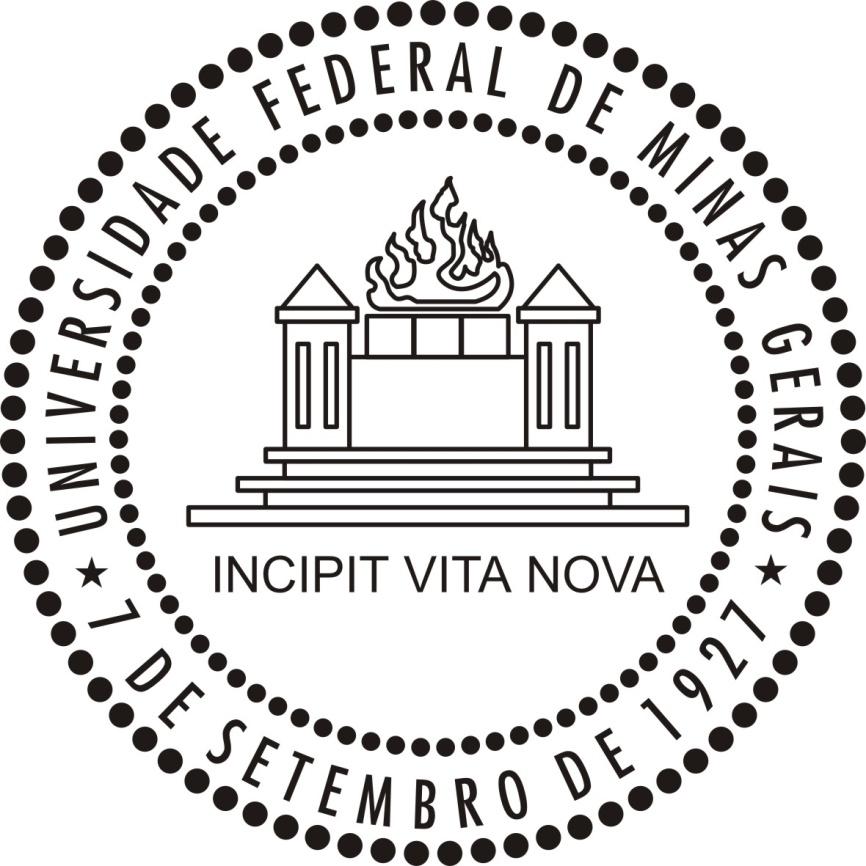 UNIVERSIDADE FEDERAL DE MINAS GERAIS
INCIPIT VITA NOVA
★ 7 DE SETEMBRO DE 1927 ★